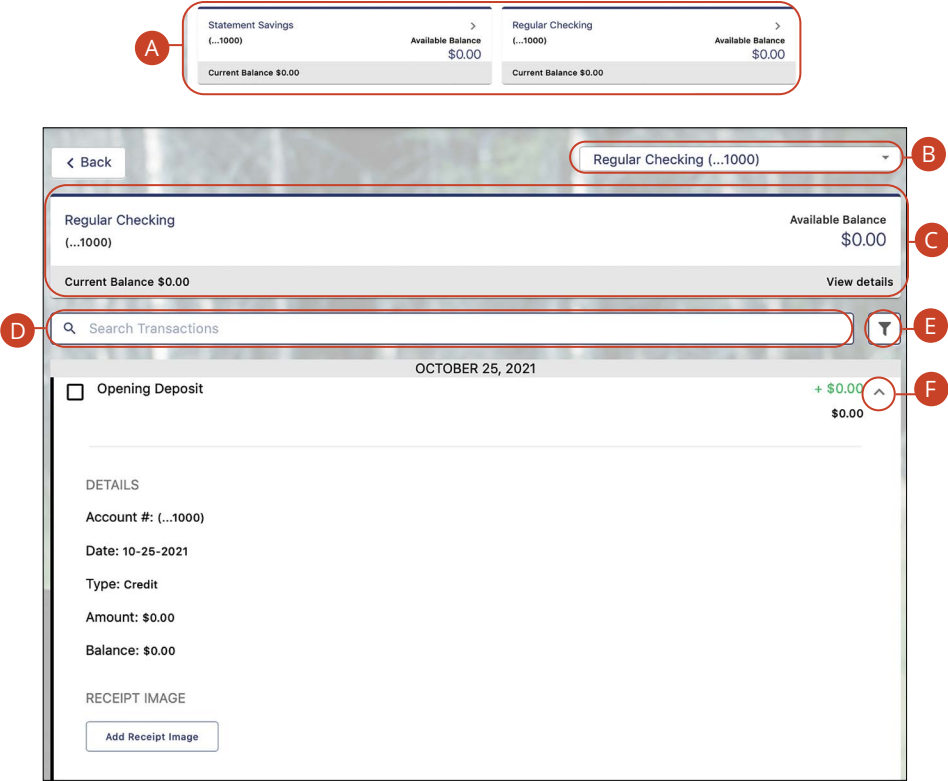 Statement Savings
(...1000)
Available Balance
$0.00
Current Balance $0.00
Regular Checking
(...1000)
Available Balance
$0.00
Current Balance $0.00
A
Back
Regular Checking (...1000)
B
Regular Checking
(...1000)
Available Balance
$0.00
Current Balance $0.00
View details
C
D
Search Transactions
E
OCTOBER 25, 2021
Opening Deposit
+ $0.00
$0.00
F
DETAILS
Account #: (...1000)
Date: 10-25-2021
Type: Credit
Amount: $0.00
Balance: $0.00
RECEIPT IMAGE
Add Receipt Image